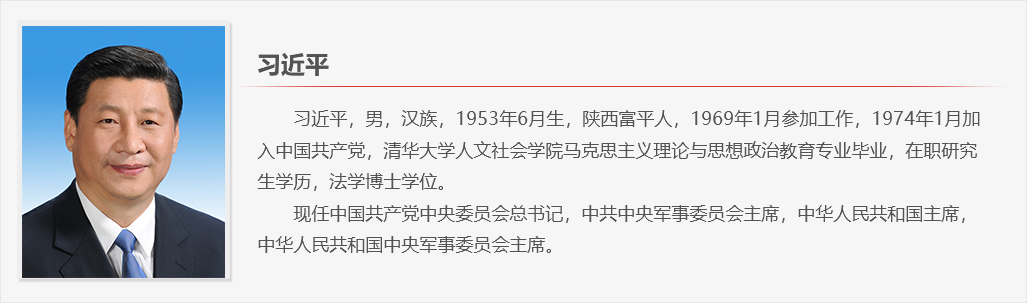 习近平
习近平，男，汉族，1953年6月生，陕西富平人，1969年1月参加工作，1974年1月加
入中国共产党，清华大学人文社会学院马克思主义理论与思想政治教育专业毕业，在职研究
生学历，法学博士学位。
现任中国共产党中央委员会总书记，中共中央军事委员会主席，中华人民共和国主席，
中华人民共和国中央军事委员会主席。